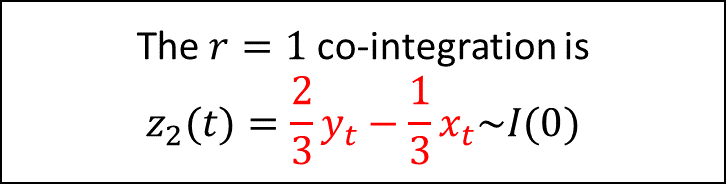 The r = 1 co-integration is
z₂(t) = 2/3 yₜ − 1/3 xₜ~I(0)